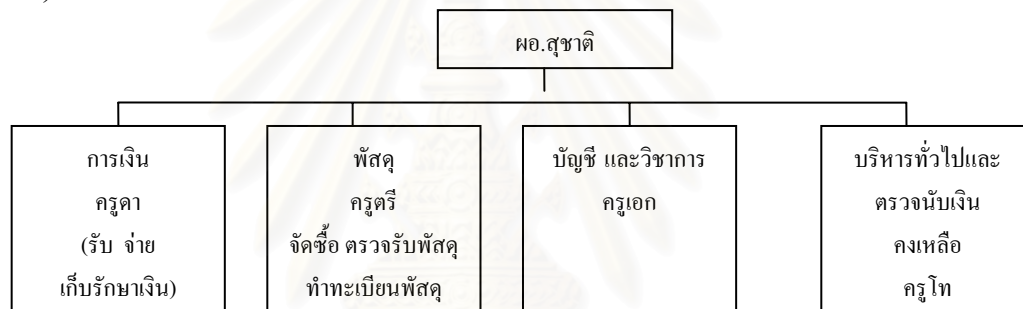 ผอ.สุชาติ
การเงิน
ครูดา
(รับ จ่าย
เก็บรักษาเงิน)
พัสดุ
ครูตรี
จัดซื้อ ตรวจรับพัสดุ
ทำทะเบียนพัสดุ
บัญชี และวิชาการ
ครูเอก
บริหารทั่วไปและ
ตรวจนับเงิน
คงเหลือ
ครูโท